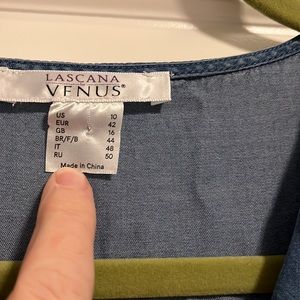 LASCANA
VENUS®
US 10
EUR 42
GB 16
BR/F/B 44
IT 48
RU 50
Made in China